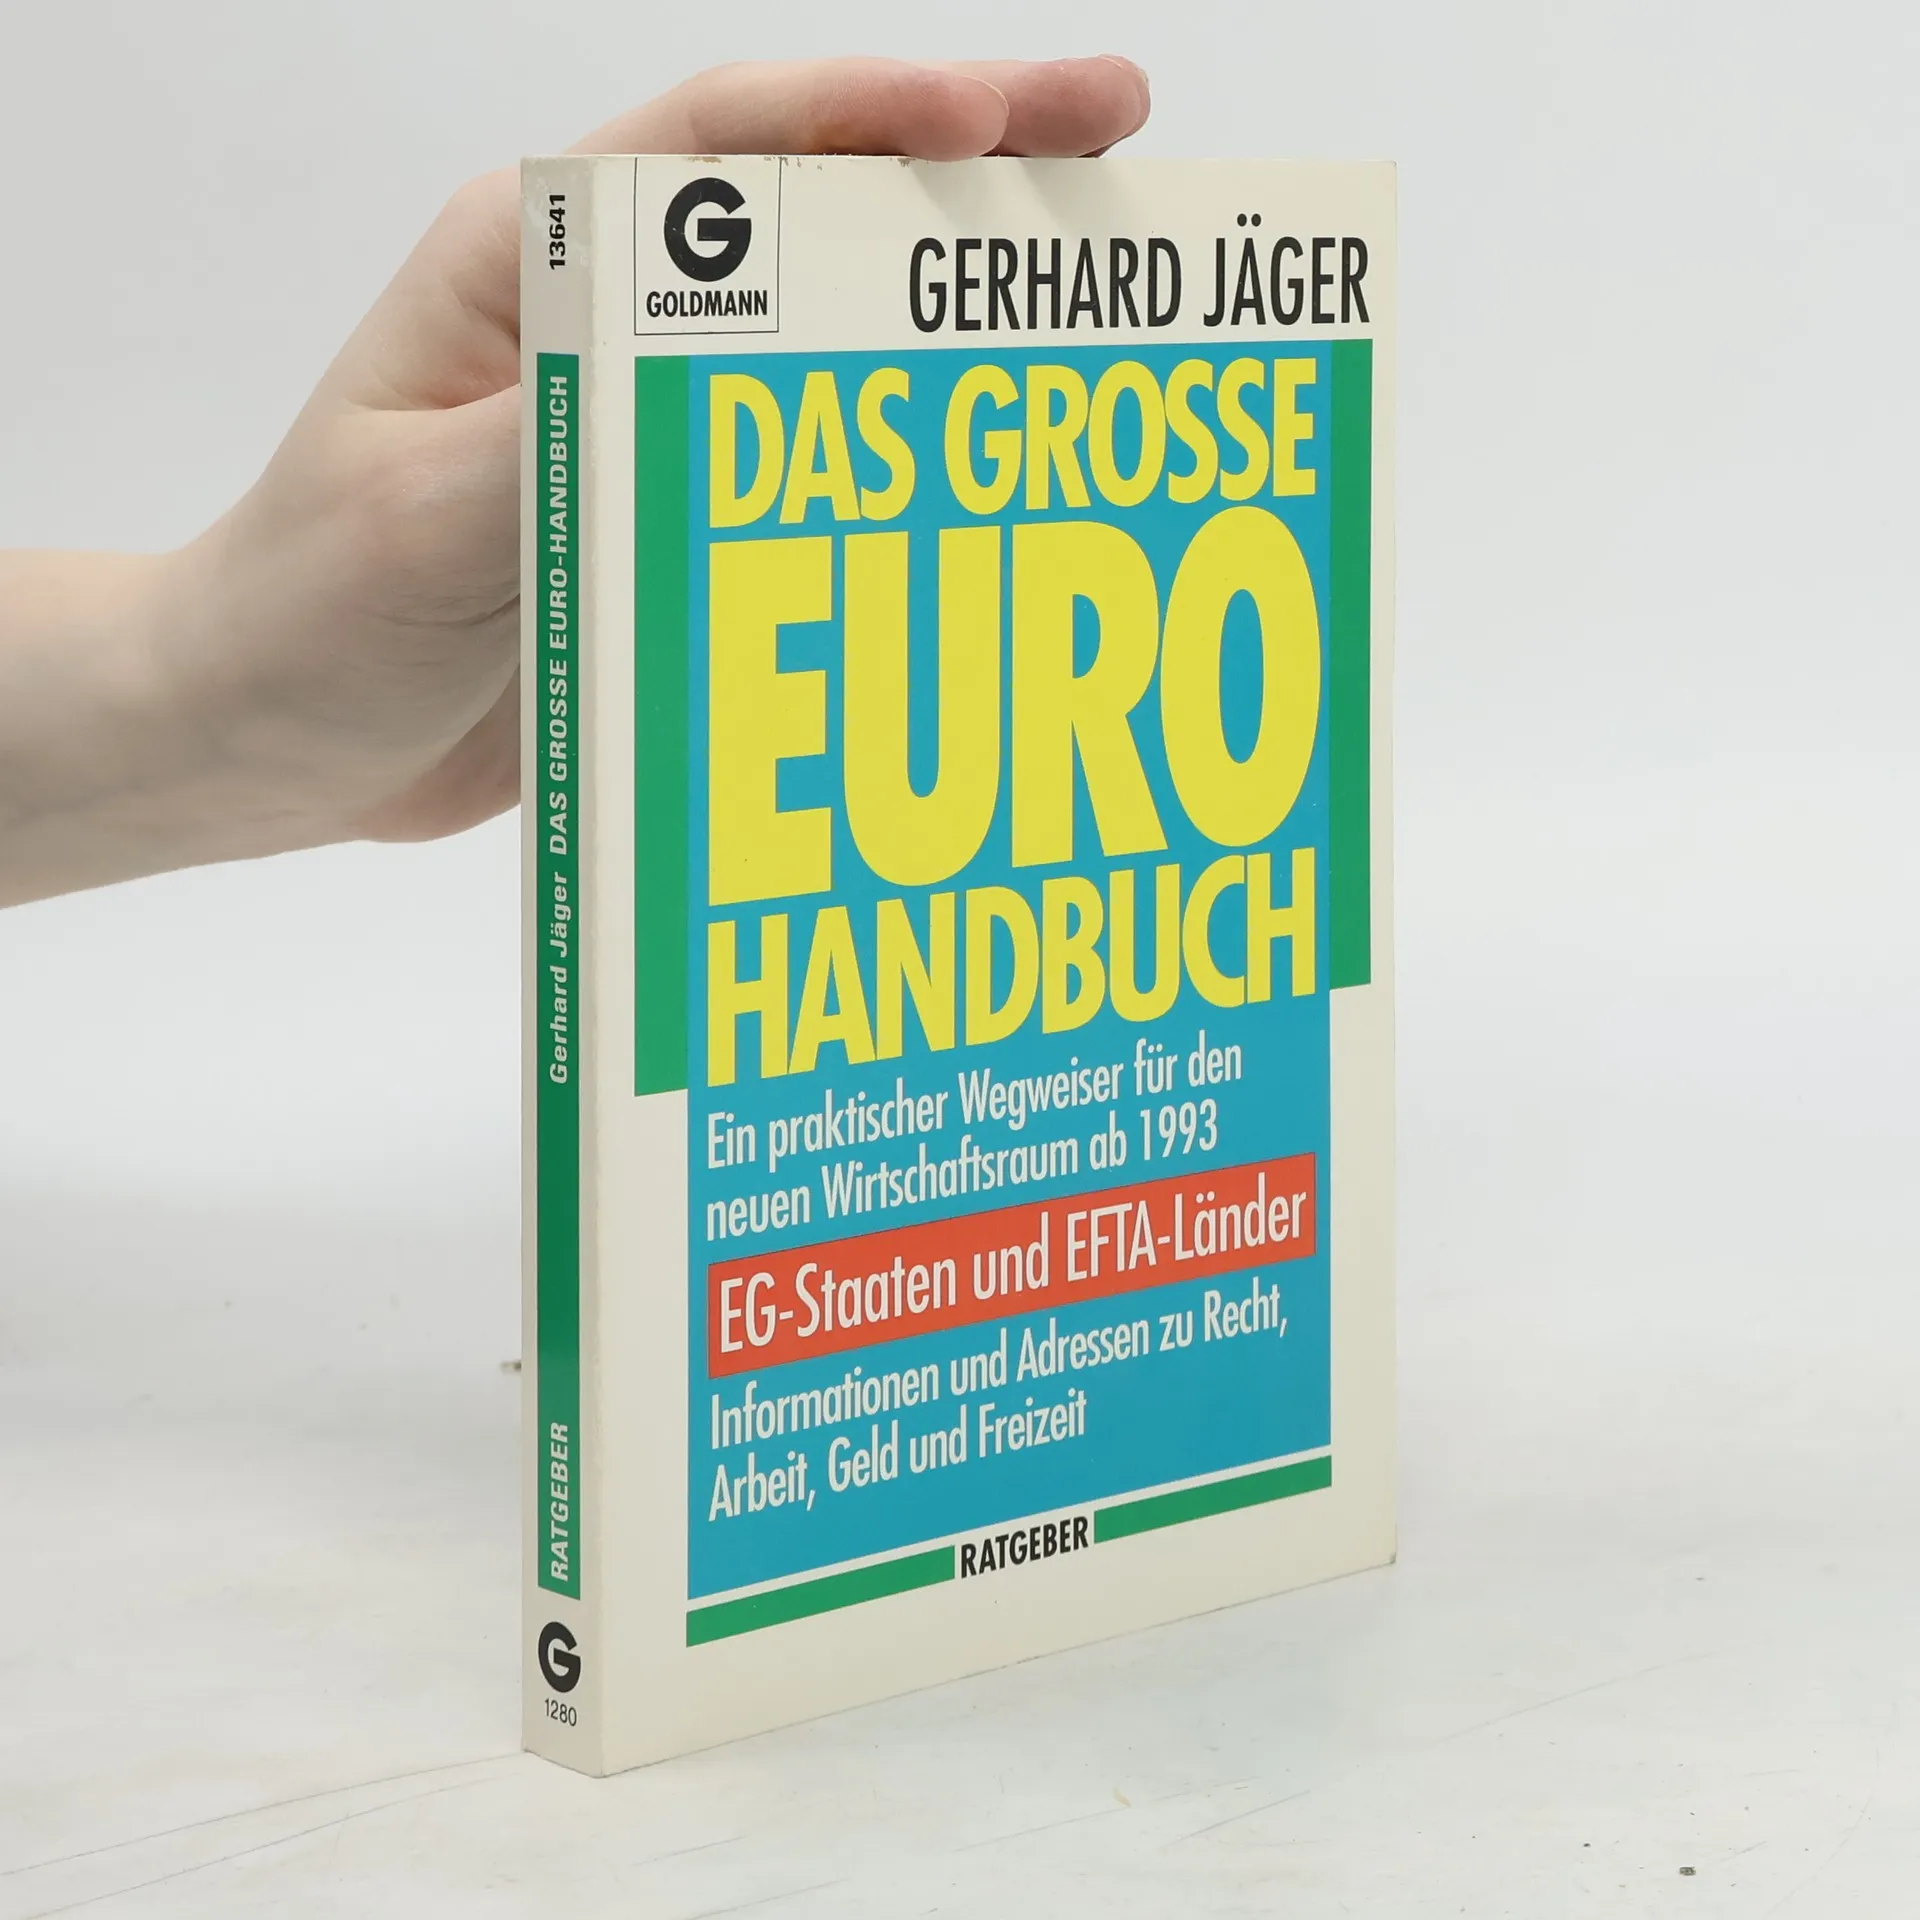 13641
Gerhard Jäger DAS GROSSE EURO-HANDBUCH
RATGEBER
G
1280
G
GOLDMANN
GERHARD JÄGER
DAS GROSSE
EURO
HANDBUCH
Ein praktischer Wegweiser für den
neuen Wirtschaftsraum ab 1993
EG-Staaten und EFTA-Länder
Informationen und Adressen zu Recht,
Arbeit, Geld und Freizeit
RATGEBER